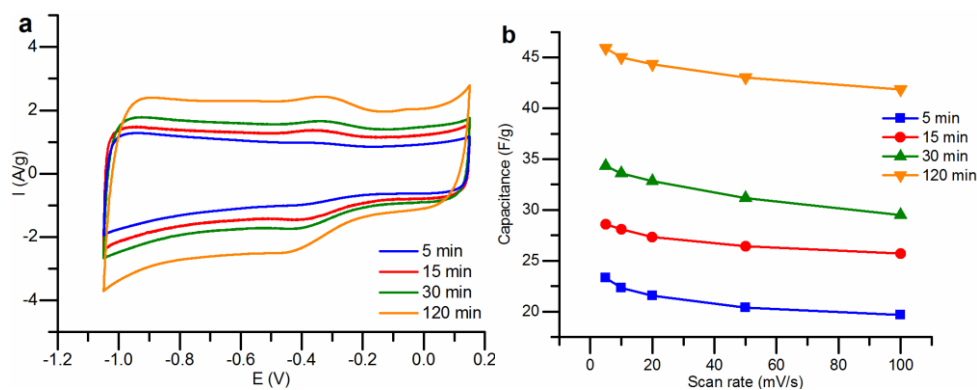 a
4
2
0
-2
-4
I (A/g)
-1.2 -1.0 -0.8 -0.6 -0.4 -0.2 0.0 0.2
E (V)
5 min
15 min
30 min
120 min
b
45
40
35
30
25
20
Capacitance (F/g)
0 20 40 60 80 100
Scan rate (mV/s)
5 min
15 min
30 min
120 min